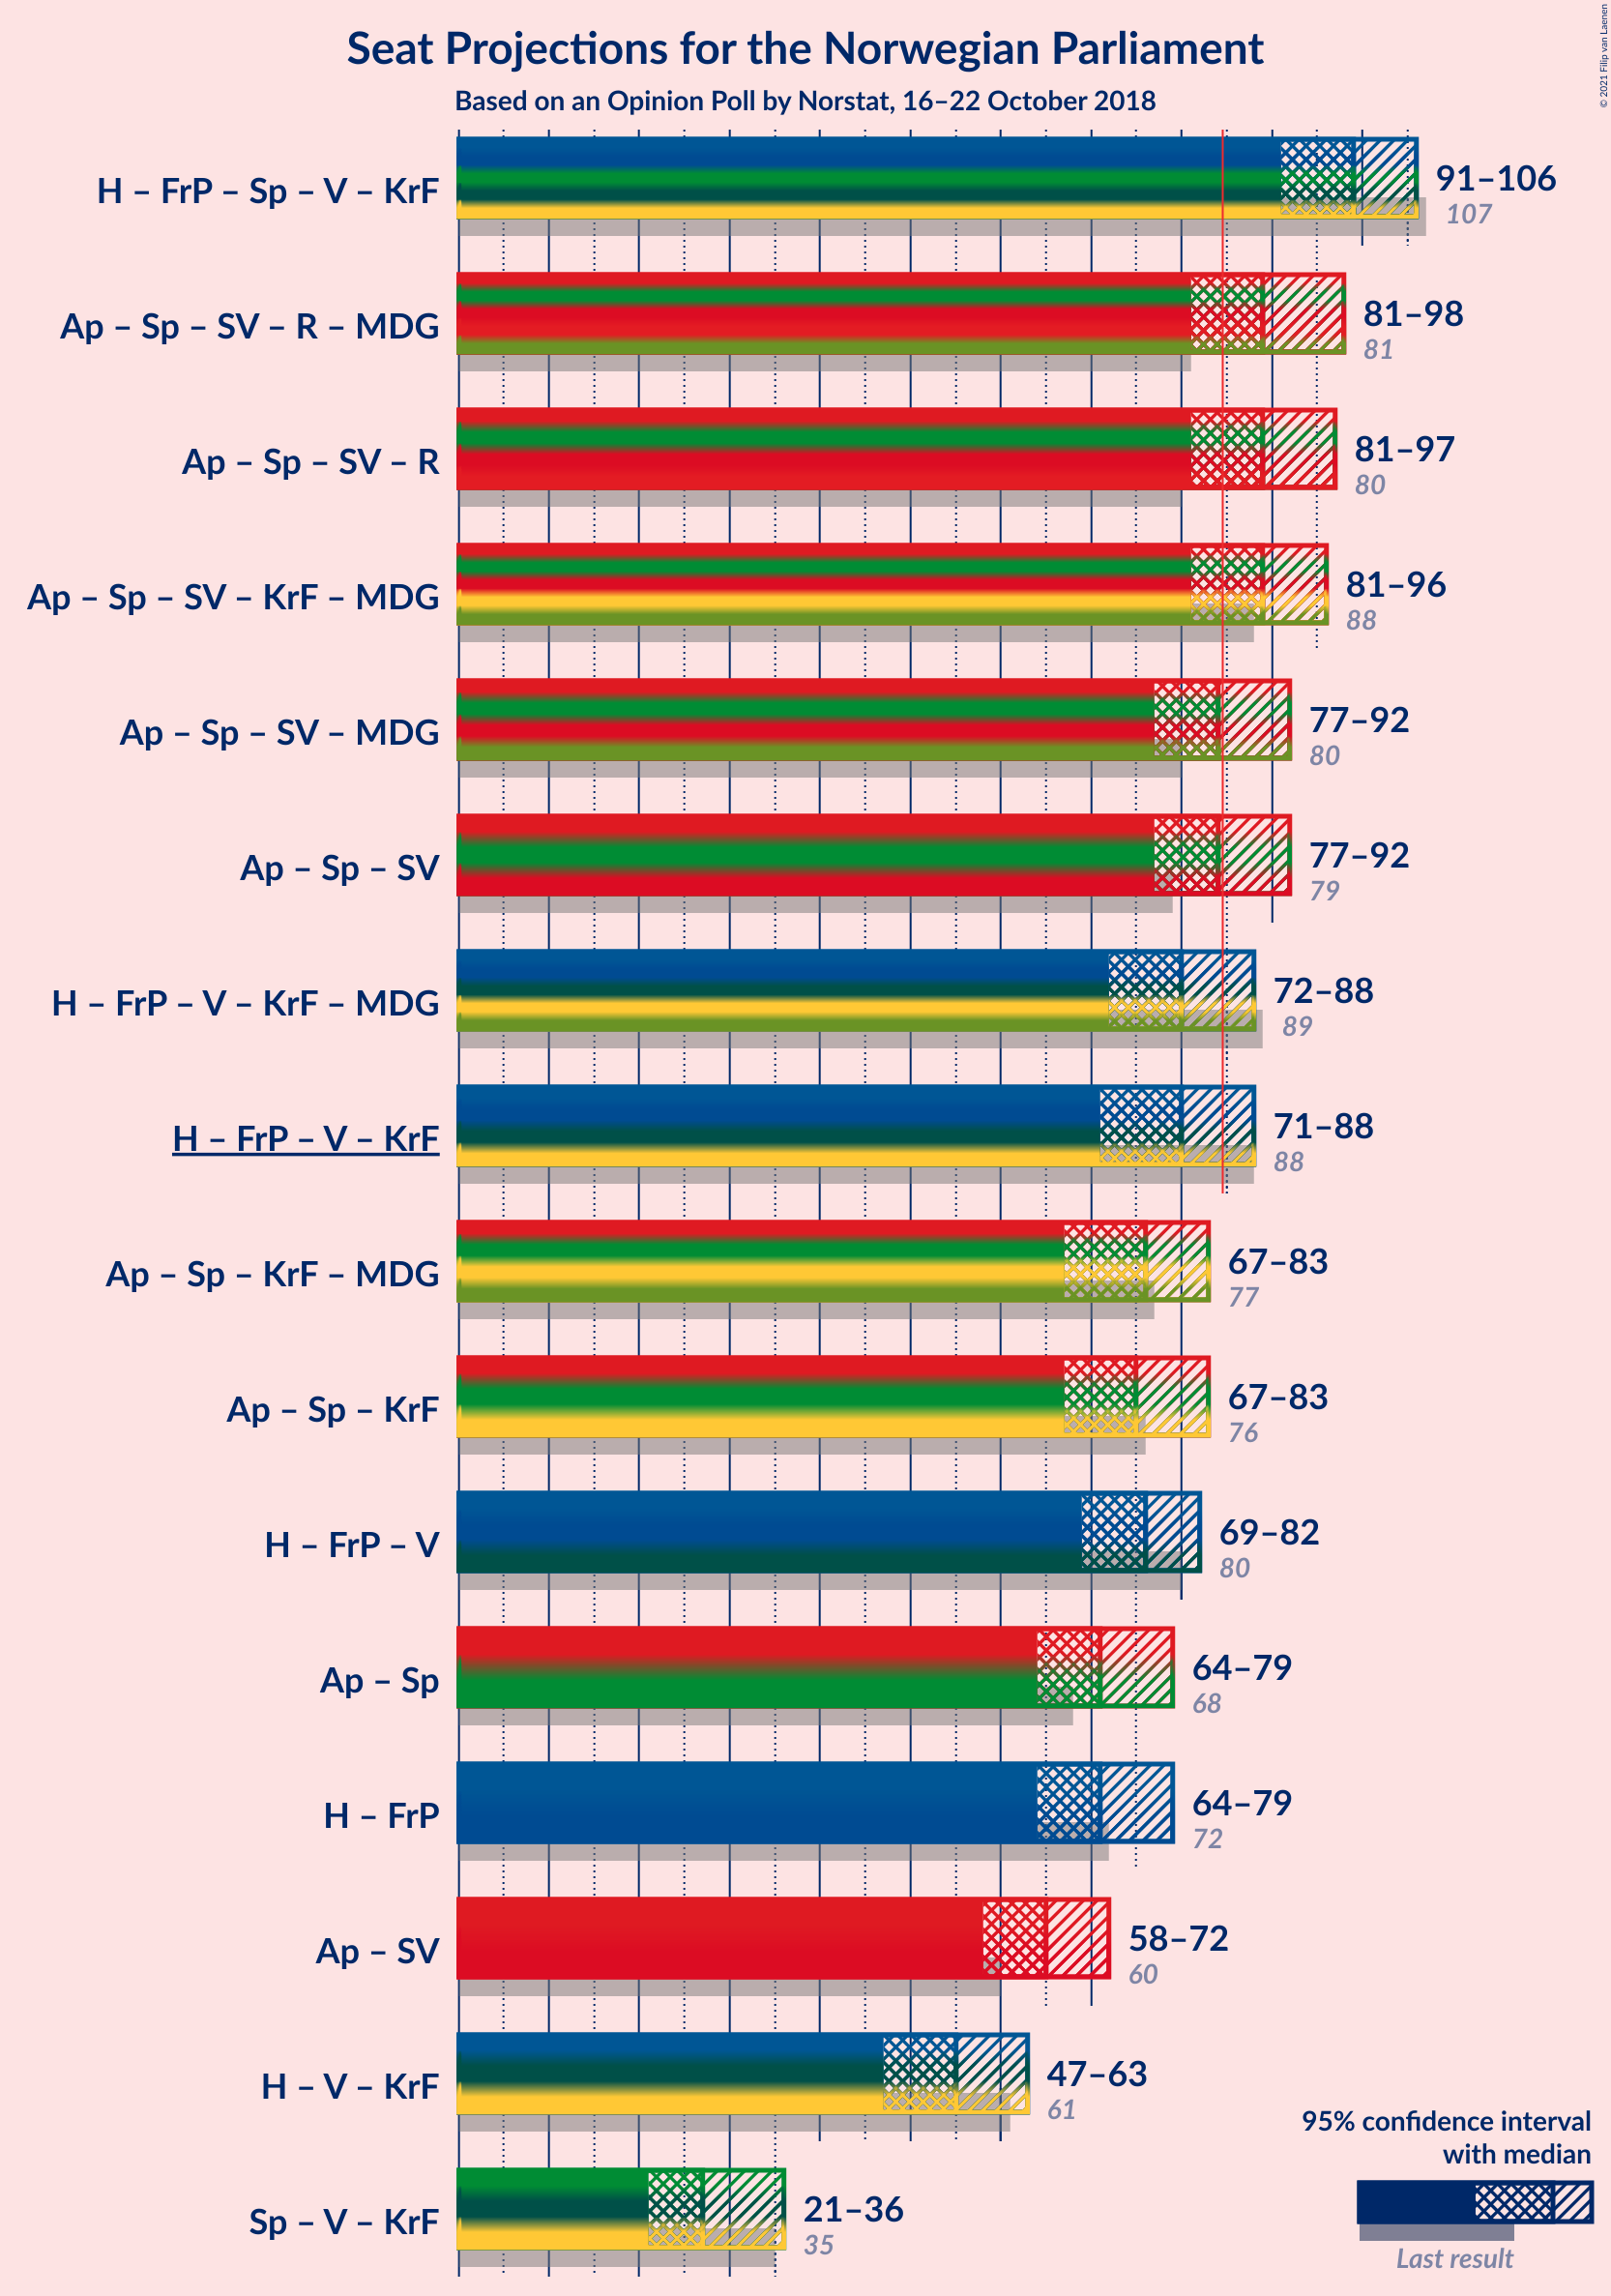 © 2021 Filip van Laenen
Seat Projections for the Norwegian Parliament
Based on an Opinion Poll by Norstat, 16–22 October 2018
H – FrP – Sp – V – KrF
91–106
107
Ap – Sp – SV – R – MDG
81–98
81
Ap – Sp – SV – R
81–97
80
Ap – Sp – SV – KrF – MDG
81–96
88
Ap – Sp – SV – MDG
77–92
80
Ap – Sp – SV
77–92
79
H – FrP – V – KrF – MDG
72–88
89
H – FrP – V – KrF
71–88
88
Ap – Sp – KrF – MDG
67–83
77
Ap – Sp – KrF
67–83
76
H – FrP – V
69–82
80
Ap – Sp
64–79
68
H – FrP
64–79
72
Ap – SV
58–72
60
H – V – KrF
47–63
61
Sp – V – KrF
21–36
35
95% confidence interval
with median
Last result